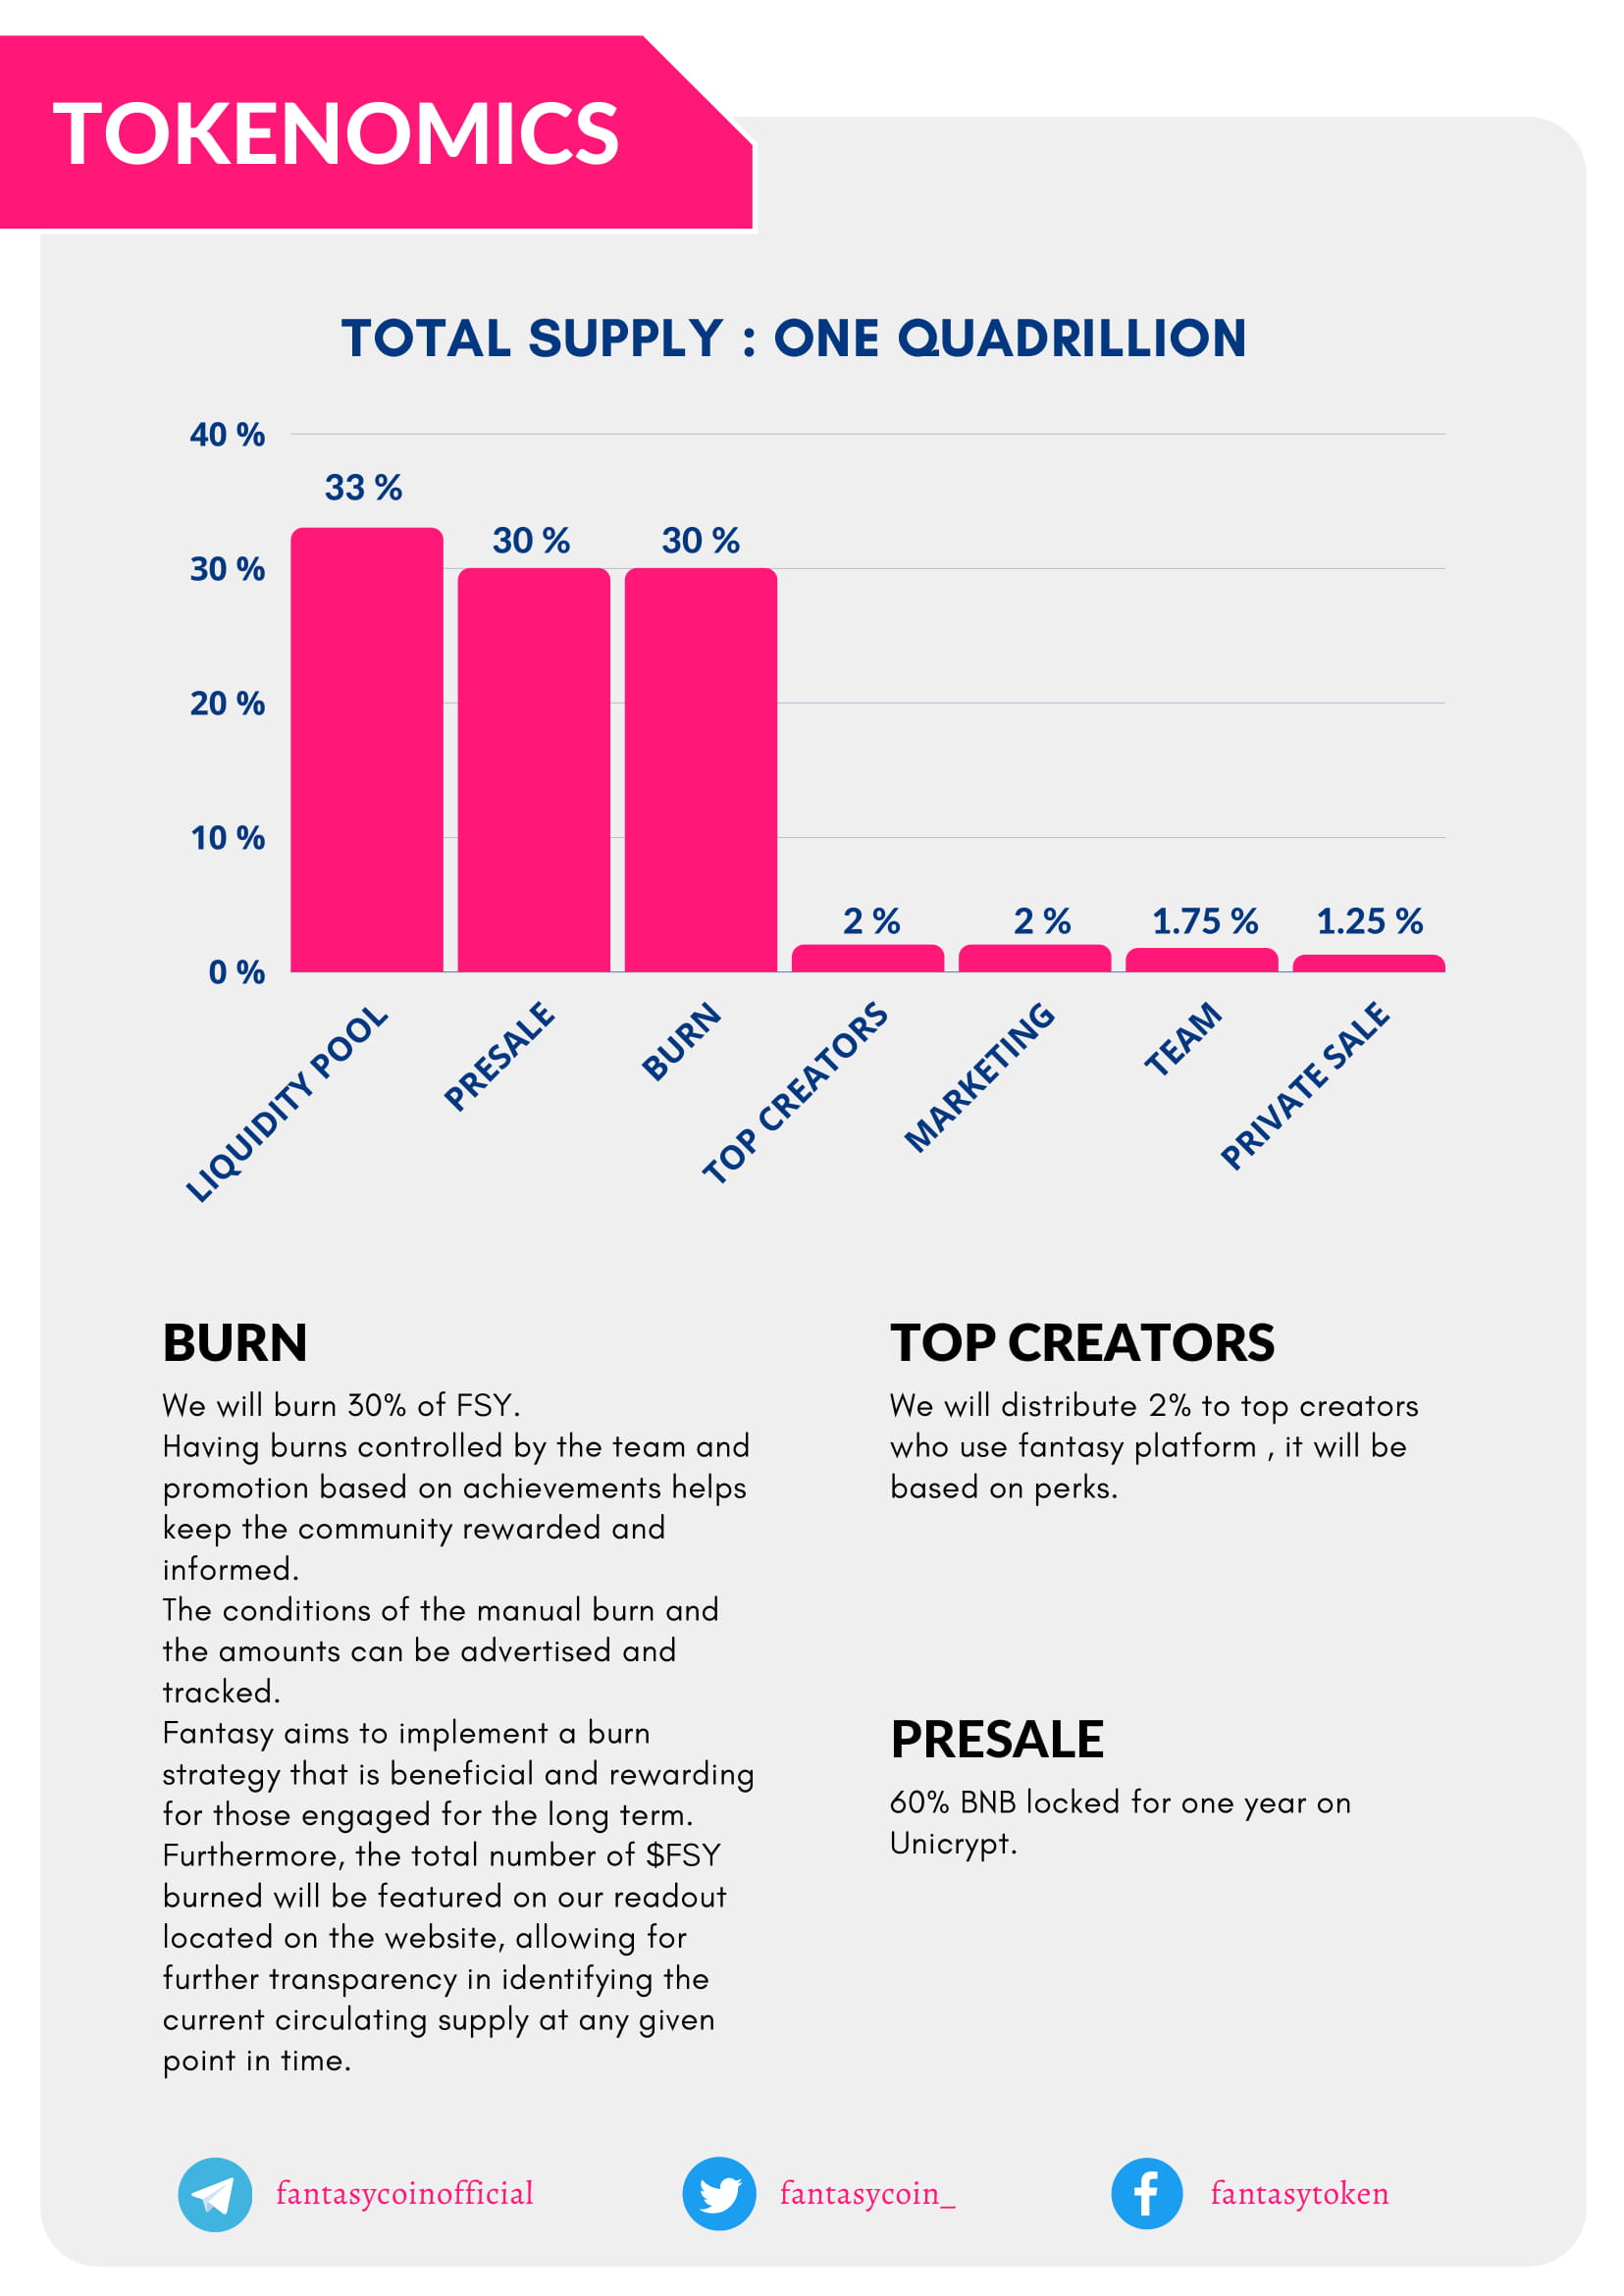 TOKENOMICS
TOTAL SUPPLY : ONE QUADRILLION
40 %
33 %
30 %
30 %
30 %
20 %
10 %
2 %
2 %
1.75 %
1.25 %
0 %
LIQUIDITY POOL
PRESALE
BURN
TOP CREATORS
MARKETING
TEAM
PRIVATE SALE
BURN
We will burn 30% of FSY.
Having burns controlled by the team and
promotion based on achievements helps
keep the community rewarded and
informed.
The conditions of the manual burn and
the amounts can be advertised and
tracked.
Fantasy aims to implement a burn
strategy that is beneficial and rewarding
for those engaged for the long term.
Furthermore, the total number of $FSY
burned will be featured on our readout
located on the website, allowing for
further transparency in identifying the
current circulating supply at any given
point in time.
TOP CREATORS
We will distribute 2% to top creators
who use fantasy platform , it will be
based on perks.
PRESALE
60% BNB locked for one year on
Unicrypt.
fantasycoinofficial
fantasycoin_
fantasytoken